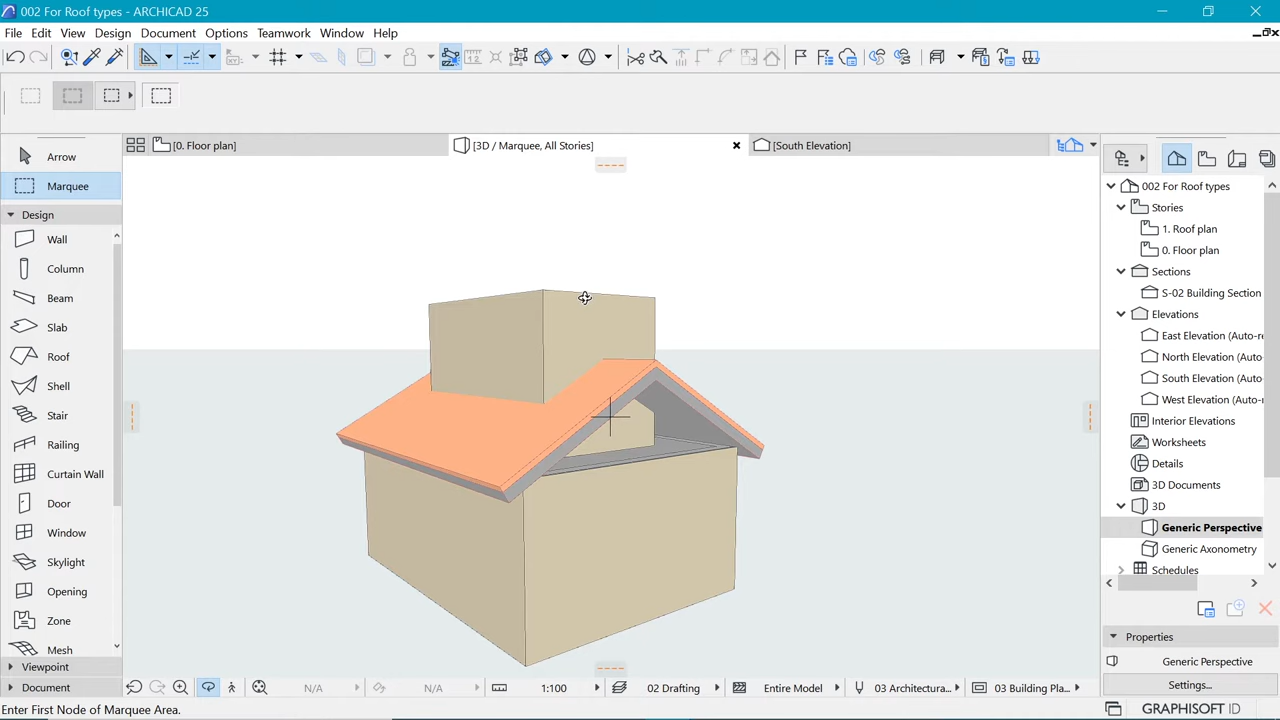 002 For Roof types - ARCHICAD 25
File Edit View Design Document Options Teamwork Window Help
[0. Floor plan]
[3D / Marquee, All Stories]
[South Elevation]
Arrow
Marquee
Design
Wall
Column
Beam
Slab
Roof
Shell
Stair
Railing
Curtain Wall
Door
Window
Skylight
Opening
Zone
Mesh
Viewpoint
Document
002 For Roof types
Stories
1. Roof plan
0. Floor plan
Sections
S-02 Building Section
Elevations
East Elevation (Auto-re
North Elevation (Auto
South Elevation (Auto
West Elevation (Auto-r
Interior Elevations
Worksheets
Details
3D Documents
3D
Generic Perspective
Generic Axonometry
Schedules
Properties
Generic Perspective
Settings...
N/A
N/A
1:100
02 Drafting
Entire Model
03 Architectura...
03 Building Pla...
Enter First Node of Marquee Area.
GRAPHISOFT ID